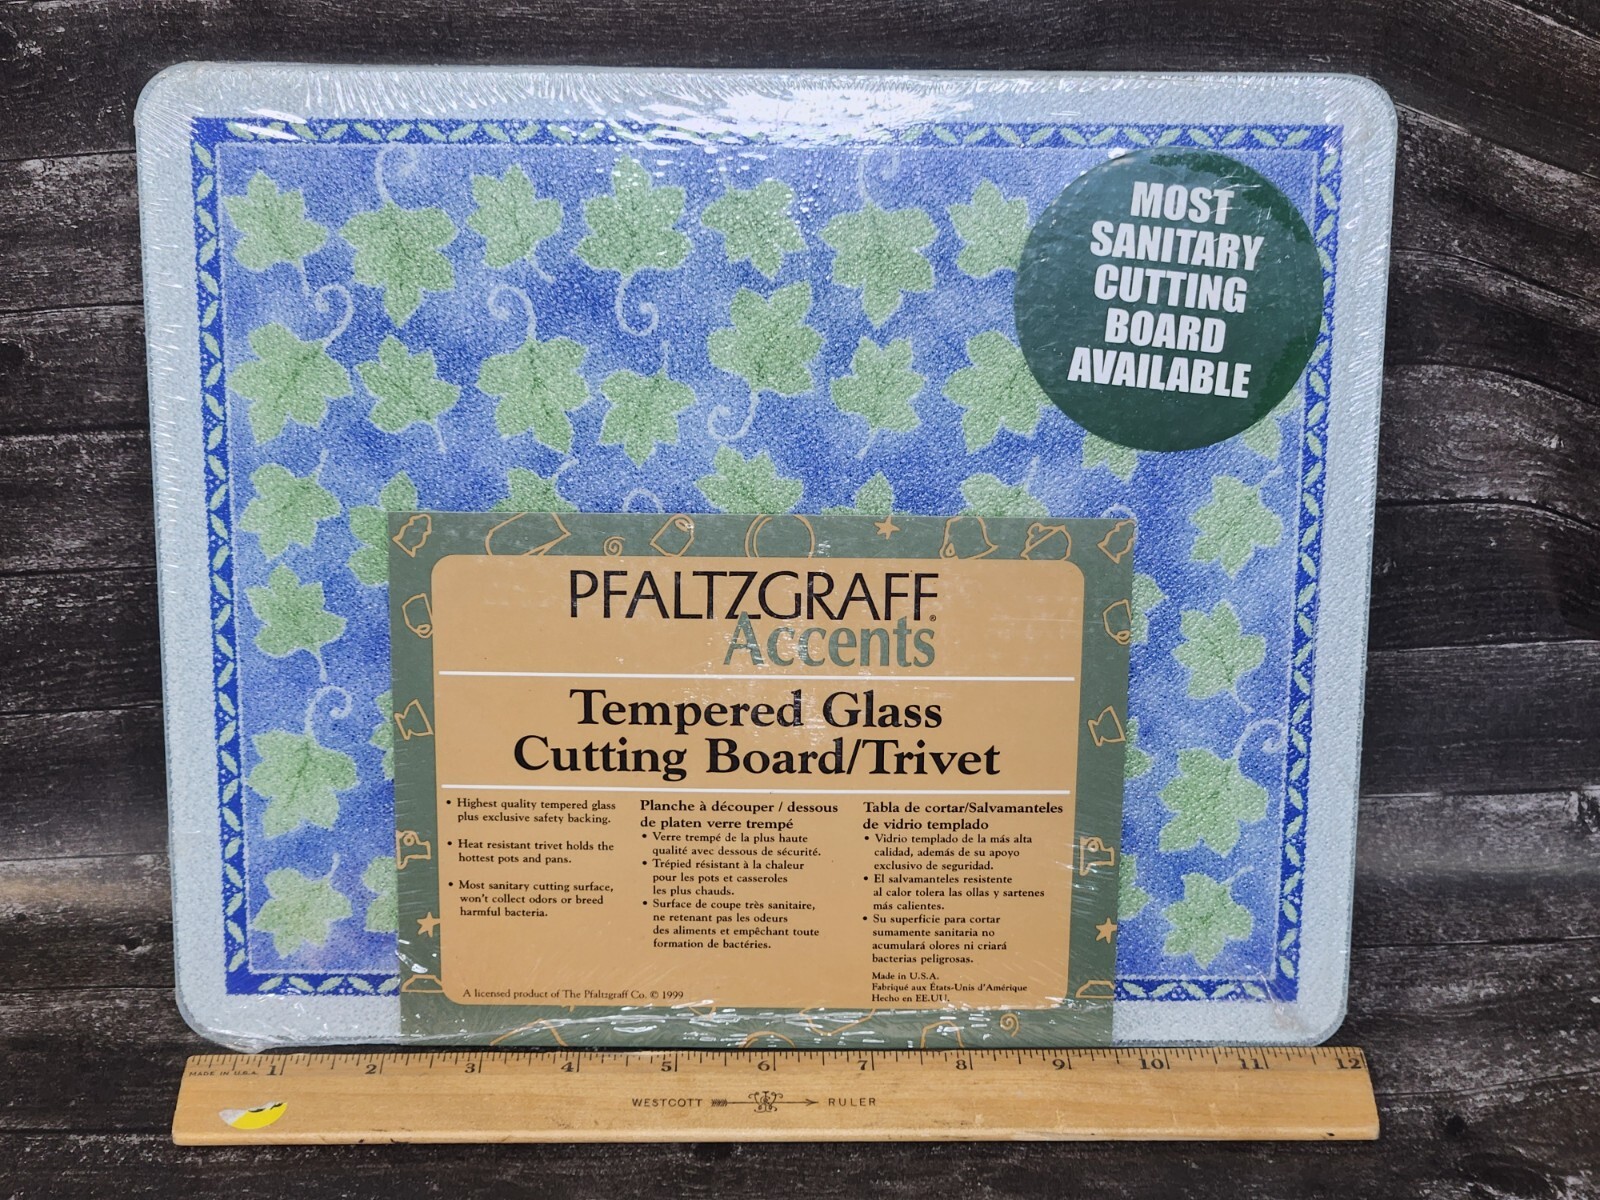 MOST
SANITARY
CUTTING
BOARD
AVAILABLE
PFALTZGRAFF®
Accents
Tempered Glass
Cutting Board/Trivet
• Highest quality tempered glass
plus exclusive safety backing.
• Heat resistant trivet holds the
hottest pots and pans.
• Most sanitary cutting surface,
won't collect odors or breed
harmful bacteria.
Planche à découper / dessous
de platen verre trempé
• Verre trempé de la plus haute
qualité avec dessous de sécurité.
• Trépied résistant à la chaleur
pour les pots et casseroles
les plus chauds.
• Surface de coupe très sanitaire,
ne retenant pas les odeurs
des aliments et empêchant toute
formation de bactéries.
Tabla de cortar/Salvamanteles
de vidrio templado
• Vidrio templado de la más alta
calidad, además de su apoyo
exclusivo de seguridad.
• El salvamanteles resistente
al calor tolera las ollas y sartenes
más calientes.
• Su superficie para cortar
sumamente sanitaria no
acumulará olores ni criará
bacterias peligrosas.
Made in U.S.A.
Fabriqué aux États-Unis d'Amérique
Hecho en EE.UU.
A licensed product of The Pfaltzgraff Co. © 1999
1 2 3 4 5 6 7 8 9 10 11 12
MADE IN U.S.A.
WESTCOTT RULER